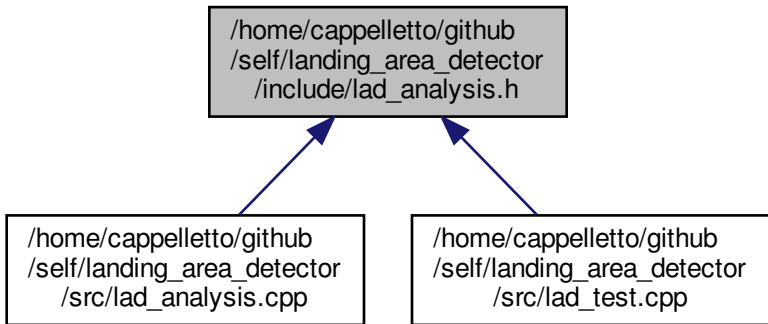 /home/cappelletto/github
/self/landing_area_detector
/include/lad_analysis.h
/home/cappelletto/github
/self/landing_area_detector
/src/lad_analysis.cpp
/home/cappelletto/github
/self/landing_area_detector
/src/lad_test.cpp